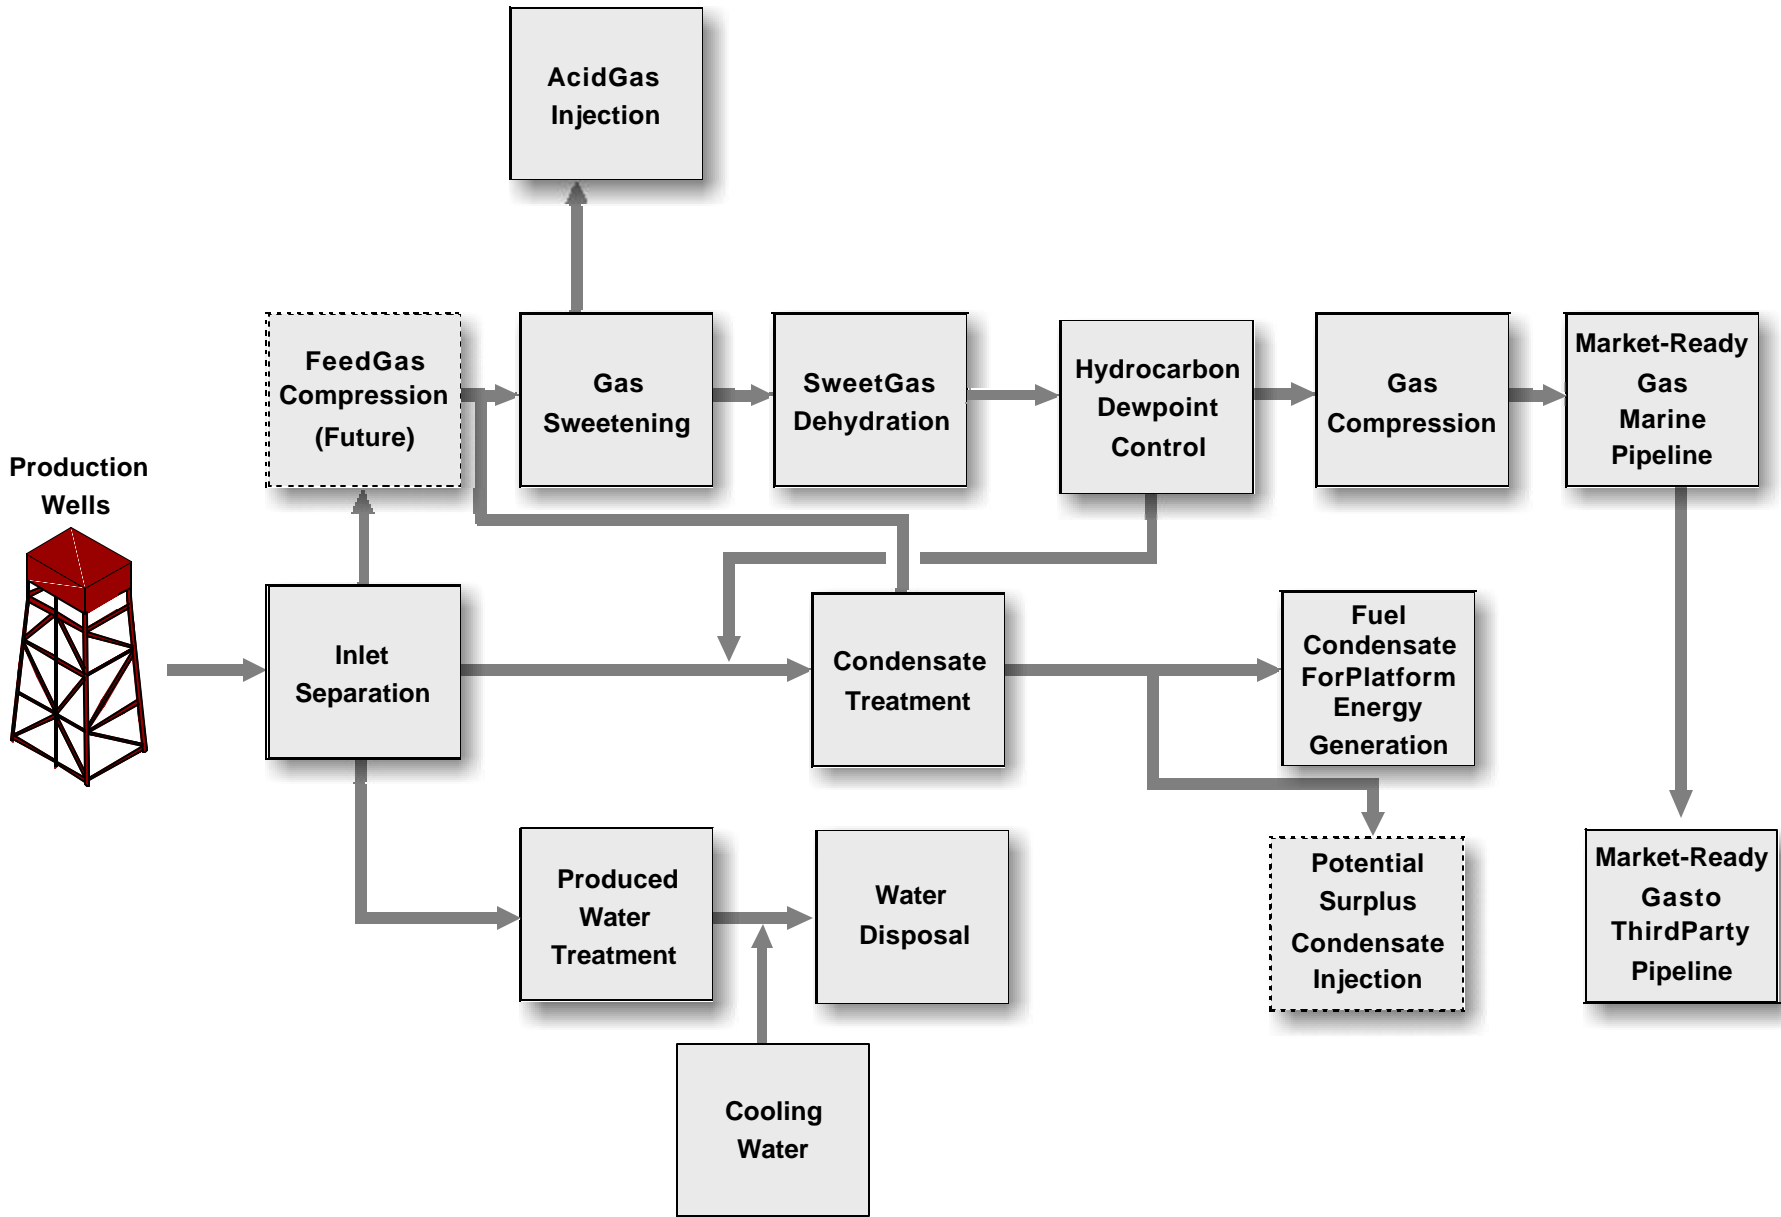 AcidGas
Injection
FeedGas
Compression
(Future)
Gas
Sweetening
SweetGas
Dehydration
Hydrocarbon
Dewpoint
Control
Gas
Compression
Market-Ready
Gas
Marine
Pipeline
Production
Wells
Inlet
Separation
Condensate
Treatment
Fuel
Condensate
ForPlatform
Energy
Generation
Produced
Water
Treatment
Water
Disposal
Potential
Surplus
Condensate
Injection
Market-Ready
Gasto
ThirdParty
Pipeline
Cooling
Water